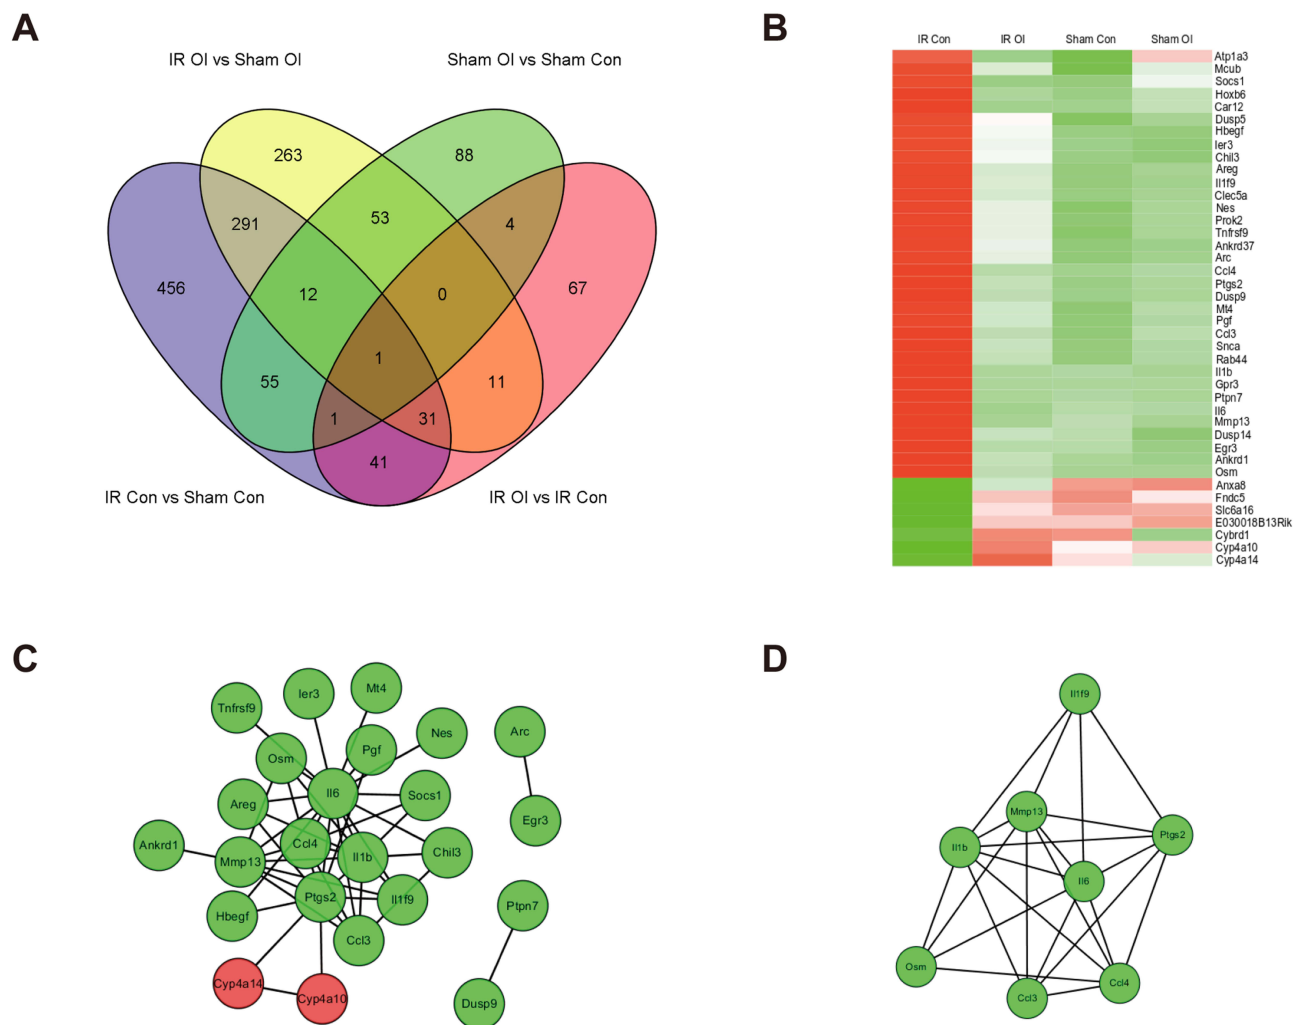 A
IR OI vs Sham OI
Sham OI vs Sham Con
263
88
291
53
4
456
12
0
67
1
55
11
1
31
41
IR Con vs Sham Con
IR OI vs IR Con
B
IR Con
IR OI
Sham Con
Sham OI
Atp1a3
Mcub
Socs1
Hoxb6
Car12
Dusp5
Hbegf
Ier3
Chil3
Areg
Il1f9
Clec5a
Nes
Prok2
Tnfrsf9
Ankrd37
Arc
Ccl4
Ptgs2
Dusp9
Mt4
Pgf
Ccl3
Snca
Rab44
Il1b
Gpr3
Ptpn7
Il6
Mmp13
Dusp14
Egr3
Ankrd1
Osm
Anxa8
Fndc5
Slc6a16
E030018B13Rik
Cybrd1
Cyp4a10
Cyp4a14
C
Tnfrsf9
Ier3
Mt4
Nes
Arc
Osm
Pgf
Il6
Socs1
Areg
Egr3
Ankrd1
Mmp13
Ccl4
Il1b
Chil3
Ptgs2
Il1f9
Hbegf
Ptpn7
Ccl3
Cyp4a14
Cyp4a10
Dusp9
D
Il1f9
Mmp13
Ptgs2
Il1b
Il6
Osm
Ccl4
Ccl3